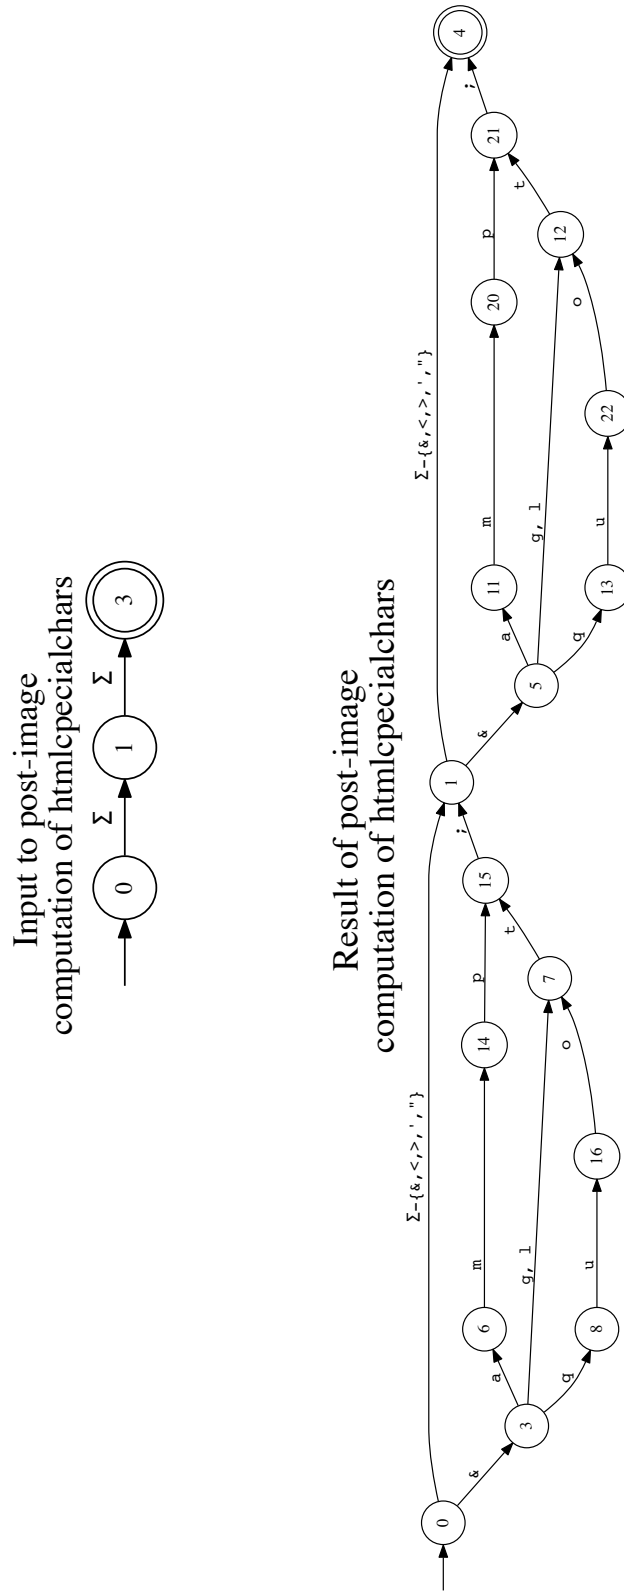 Input to post-image
computation of htmlcpecialchars
0
Σ
1
Σ
3
Result of post-image
computation of htmlcpecialchars
0
Σ-{&,<,>,',"}
&
3
a
6
m
14
p
15
;
g, l
7
t
q
8
u
16
o
1
Σ-{&,<,>,',"}
&
5
a
11
m
20
p
21
;
4
g, l
12
t
q
13
u
22
o